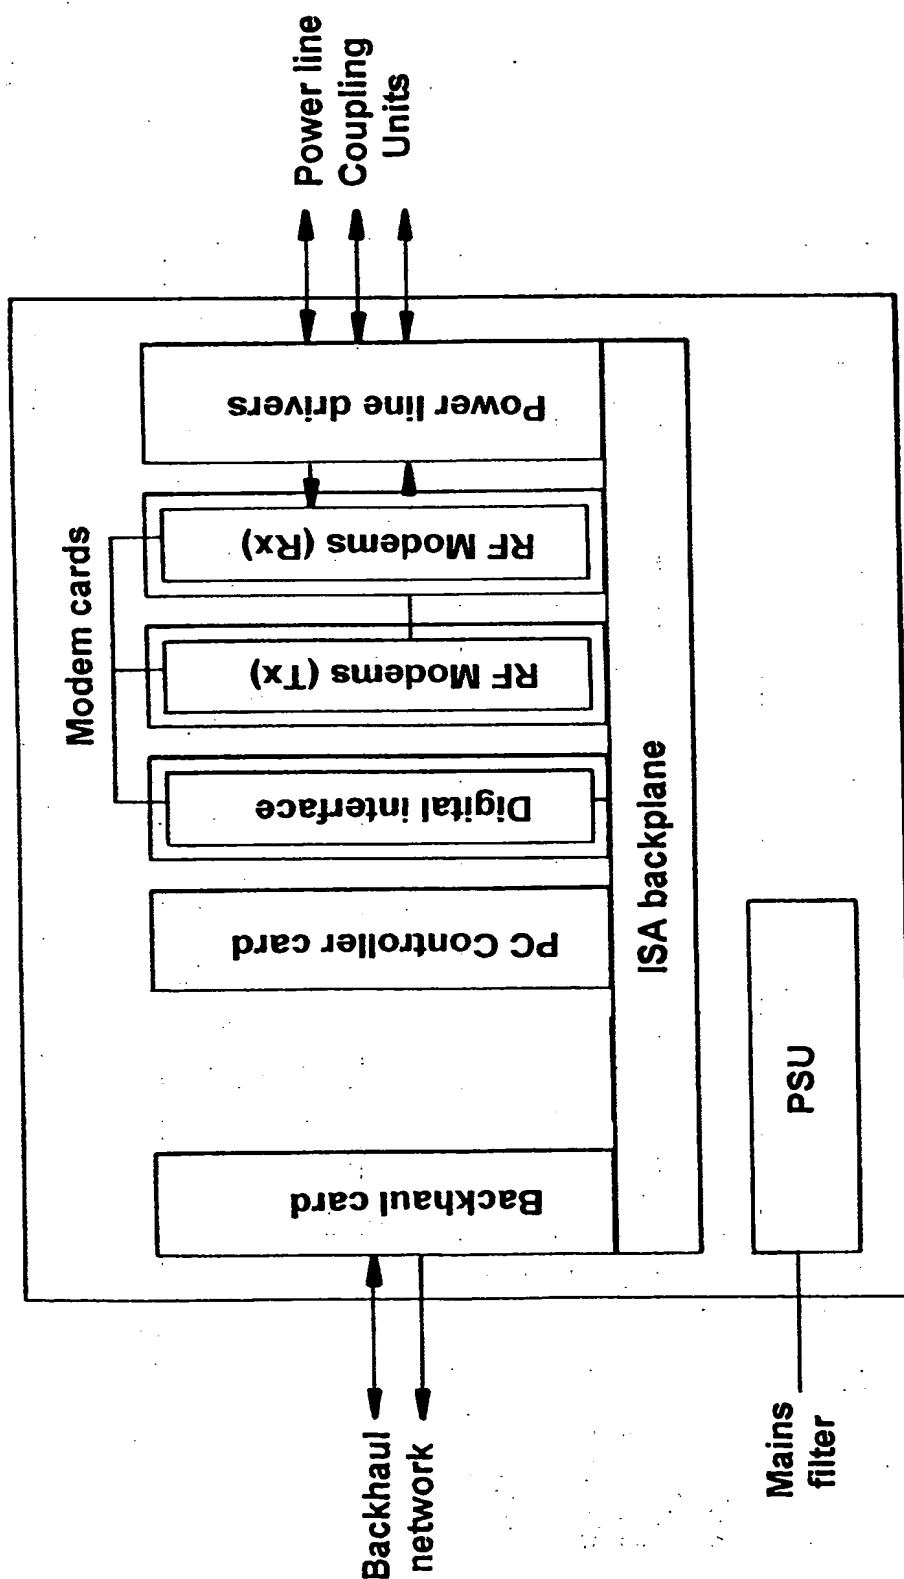 Modem cards
Backhaul
network
Backhaul card
PC Controller card
Digital interface
RF Modems (Tx)
RF Modems (Rx)
Power line drivers
Power line
Coupling
Units
ISA backplane
Mains
filter
PSU